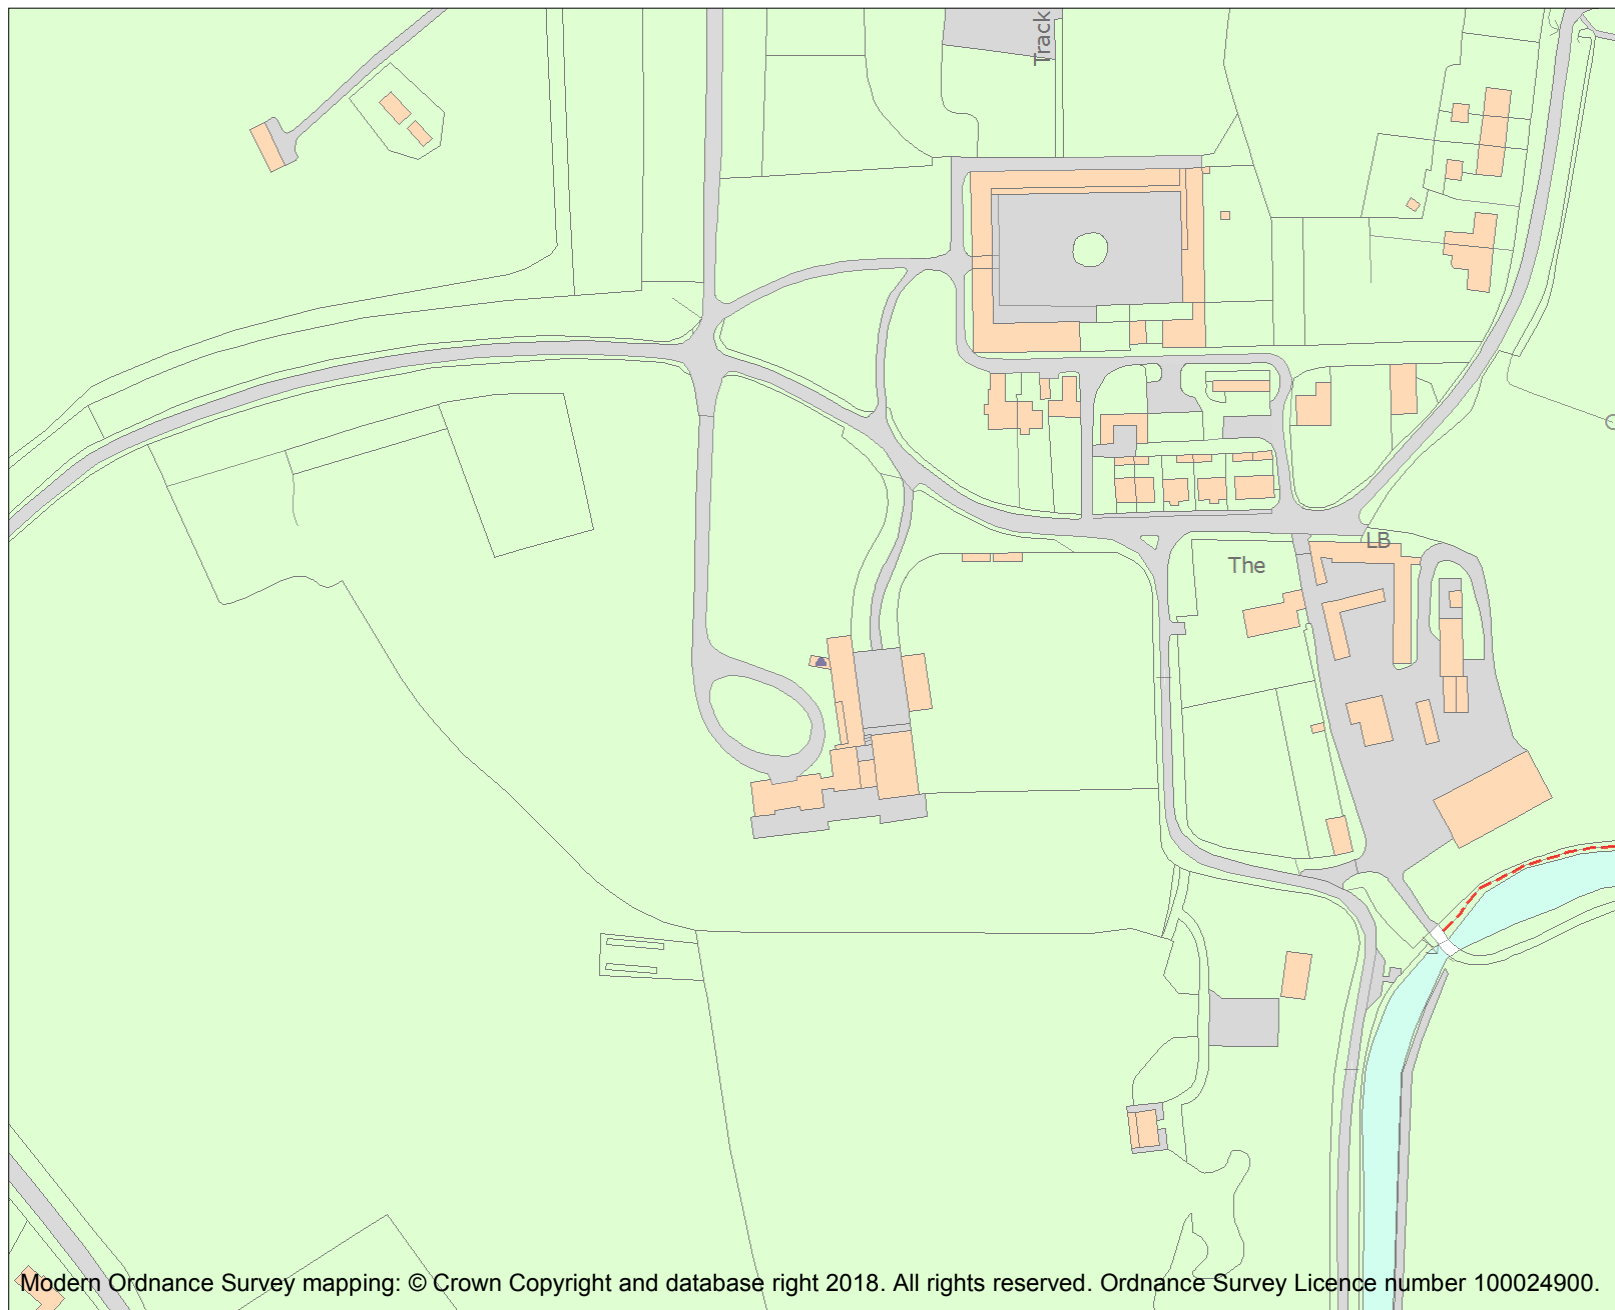 Track
LB
The
Modern Ordnance Survey mapping: © Crown Copyright and database right 2018. All rights reserved. Ordnance Survey Licence number 100024900.